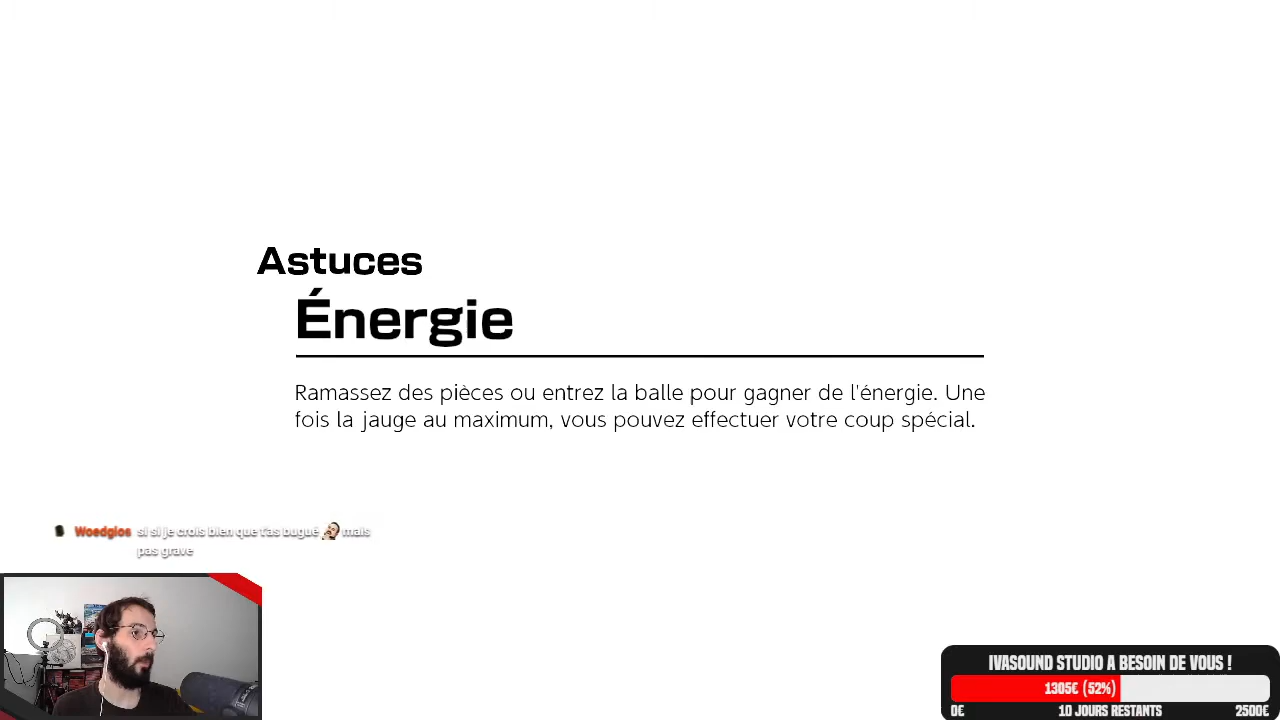 Astuces
Énergie
Ramassez des pièces ou entrez la balle pour gagner de l'énergie. Une
fois la jauge au maximum, vous pouvez effectuer votre coup spécial.
Woedgios si si je crois bien que t'as bugué mais
pas grave
IVASOUND STUDIO A BESOIN DE VOUS !
1305€ (52%)
0€ 10 JOURS RESTANTS 2500€